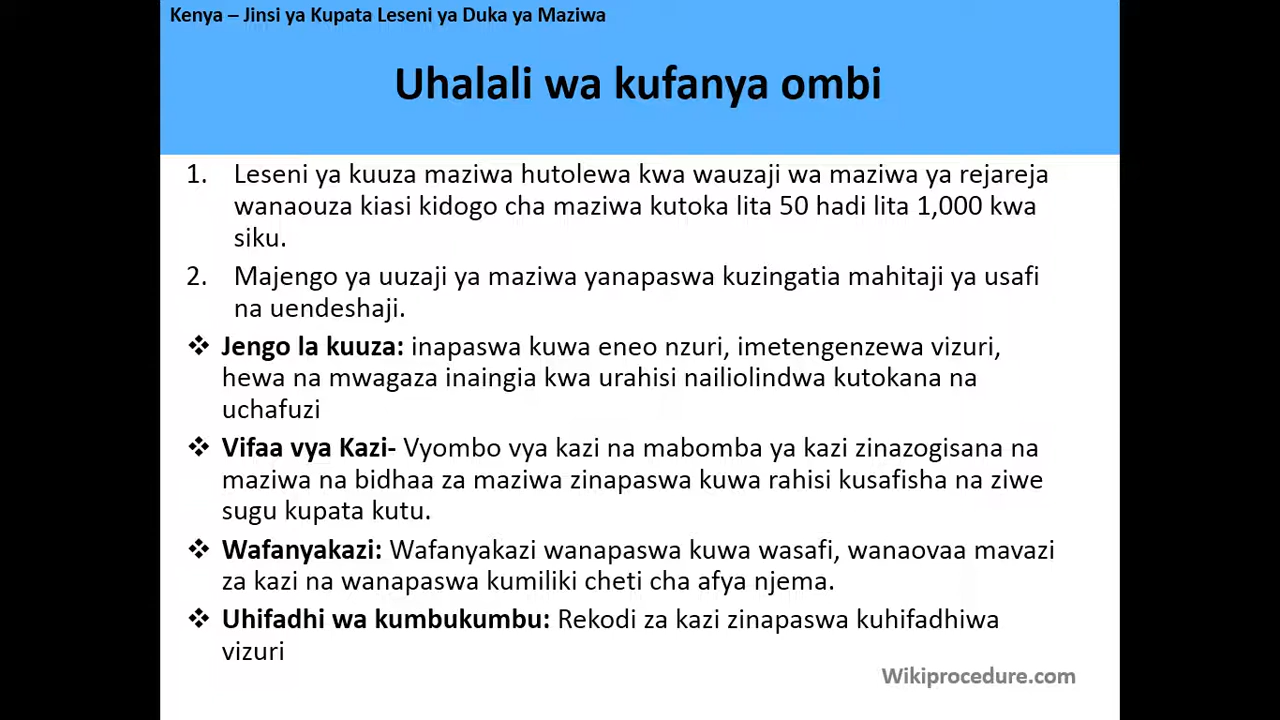 Kenya – Jinsi ya Kupata Leseni ya Duka ya Maziwa
Uhalali wa kufanya ombi
1. Leseni ya kuuza maziwa hutolewa kwa wauzaji wa maziwa ya rejareja
wanaouza kiasi kidogo cha maziwa kutoka lita 50 hadi lita 1,000 kwa
siku.
2. Majengo ya uuzaji ya maziwa yanapaswa kuzingatia mahitaji ya usafi
na uendeshaji.
❖ Jengo la kuuza: inapaswa kuwa eneo nzuri, imetengenzewa vizuri,
hewa na mwagaza inaingia kwa urahisi nailiolindwa kutokana na
uchafuzi
❖ Vifaa vya Kazi- Vyombo vya kazi na mabomba ya kazi zinazogisana na
maziwa na bidhaa za maziwa zinapaswa kuwa rahisi kusafisha na ziwe
sugu kupata kutu.
❖ Wafanyakazi: Wafanyakazi wanapaswa kuwa wasafi, wanaovaa mavazi
za kazi na wanapaswa kumiliki cheti cha afya njema.
❖ Uhifadhi wa kumbukumbu: Rekodi za kazi zinapaswa kuhifadhiwa
vizuri
Wikiprocedure.com